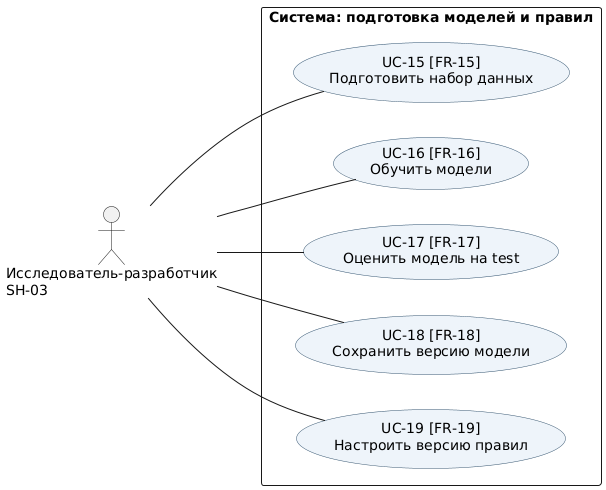 Система: подготовка моделей и правил
UC-15 [FR-15]
Подготовить набор данных
UC-16 [FR-16]
Обучить модели
UC-17 [FR-17]
Оценить модель на test
Исследователь-разработчик
SH-03
UC-18 [FR-18]
Сохранить версию модели
UC-19 [FR-19]
Настроить версию правил